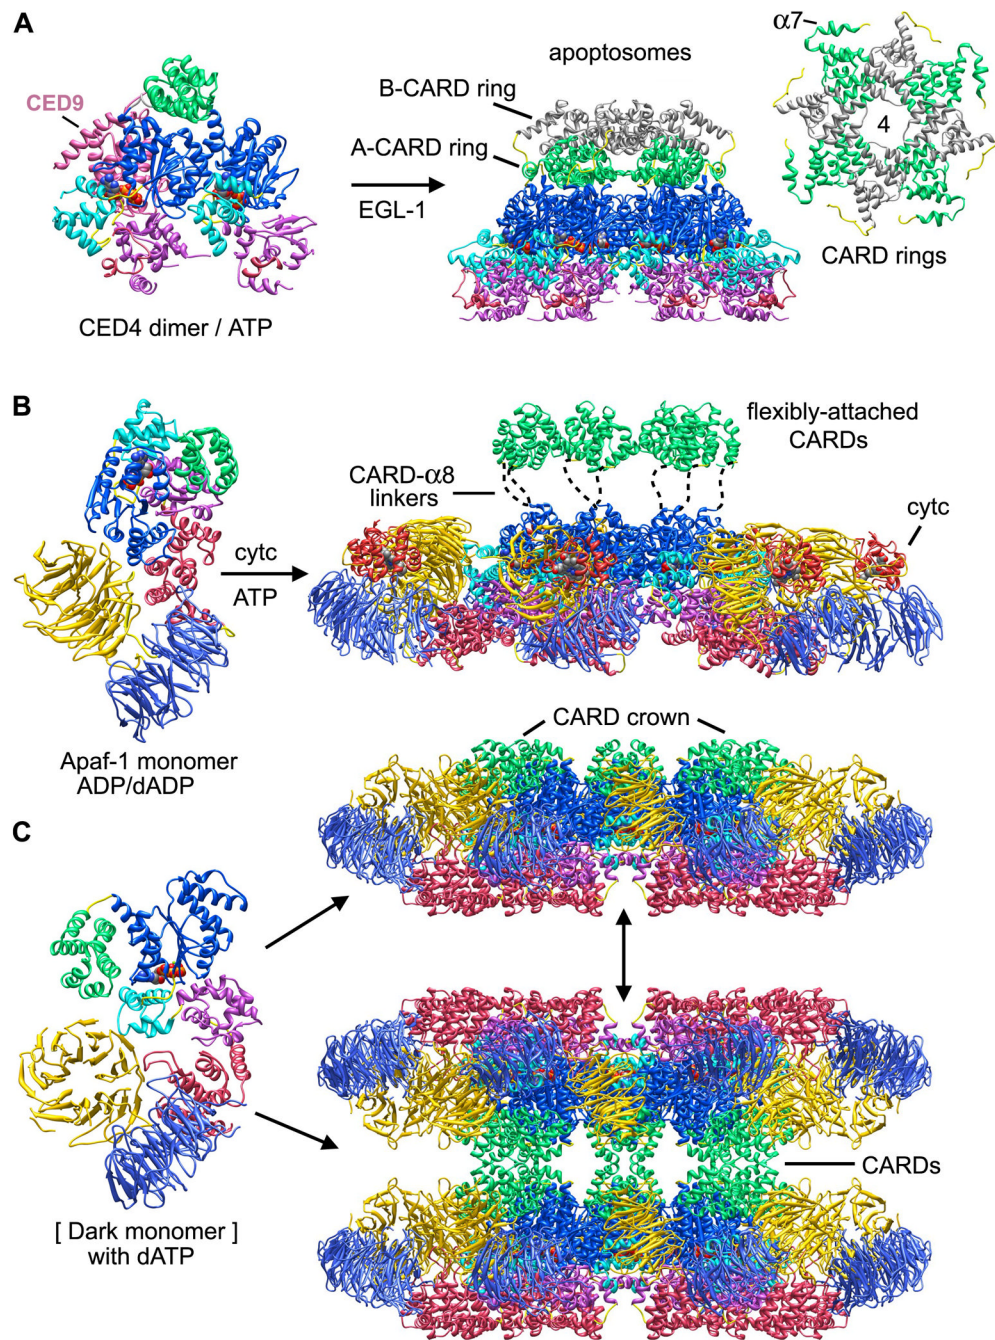 A
α7
apoptosomes
CED9
B-CARD ring
A-CARD ring
4
EGL-1
CARD rings
CED4 dimer / ATP
B
flexibly-attached
CARDs
CARD-α8
linkers
cytc
cytc
ATP
CARD crown
Apaf-1 monomer
ADP/dADP
C
CARDs
[ Dark monomer ]
with dATP